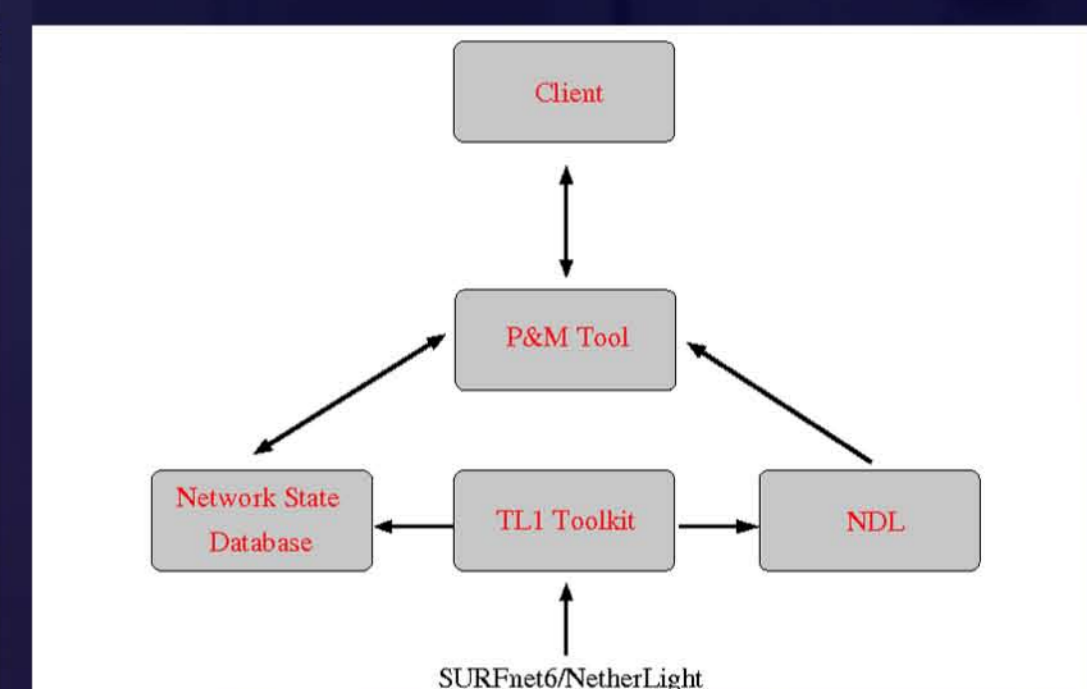 Client
P&M Tool
Network State
Database
TL1 Toolkit
NDL
SURFnet6/NetherLight